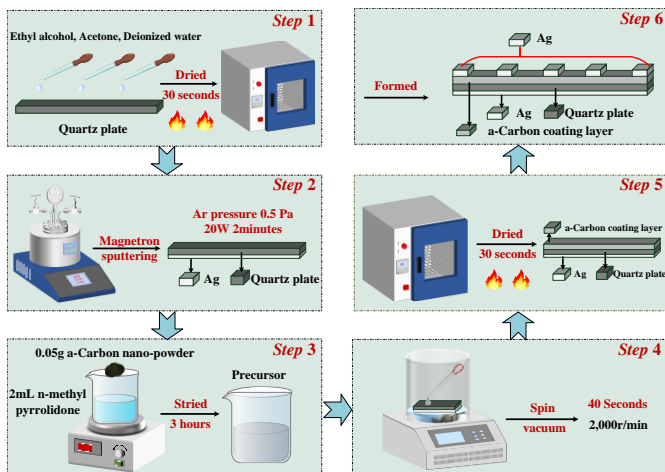 Step 1
Ethyl alcohol, Acetone, Deionized water
Dried
30 seconds
Quartz plate
Step 2
Ar pressure 0.5 Pa
20W 2minutes
Magnetron
sputtering
Ag
Quartz plate
Step 3
0.05g a-Carbon nano-powder
2mL n-methyl
pyrrolidone
Stried
3 hours
Precursor
Step 4
Spin
vacuum
40 Seconds
2,000r/min
Step 5
Dried
30 seconds
a-Carbon coating layer
Ag
Quartz plate
Step 6
Formed
Ag
Ag
Quartz plate
a-Carbon coating layer